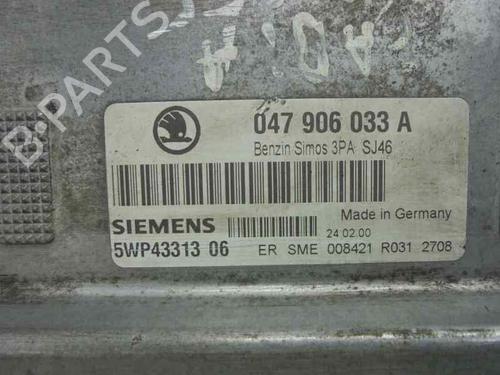 047 906 033 A
Benzin Simos 3PA SJ46
SIEMENS
Made in Germany
24 02.00
5WP43313 06
ER SME 008421 R031 2708